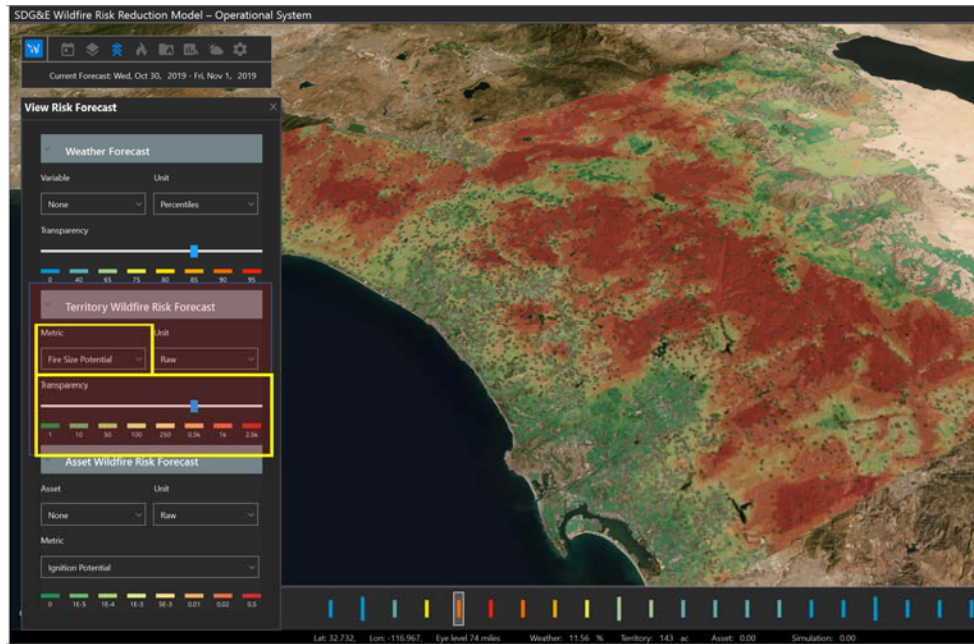 SDG&E Wildfire Risk Reduction Model – Operational System
Current Forecast: Wed, Oct 30, 2019 - Fri, Nov 1, 2019
View Risk Forecast
Weather Forecast
Variable Unit
None Percentiles
Transparency
0 40 65 75 80 85 90 95
Territory Wildfire Risk Forecast
Metric Unit
Fire Size Potential Raw
Transparency
1 10 50 100 250 0.5k 1k 2.5k
Asset Wildfire Risk Forecast
Asset Unit
None Raw
Metric
Ignition Potential
0 1E-5 1E-4 1E-3 5E-3 0.01 0.02 0.5
Lat: 32.732, Lon: -116.967, Eye level 74 miles Weather: 11.56 % Territory: 143 ac Asset: 0.00 Simulation: 0.00